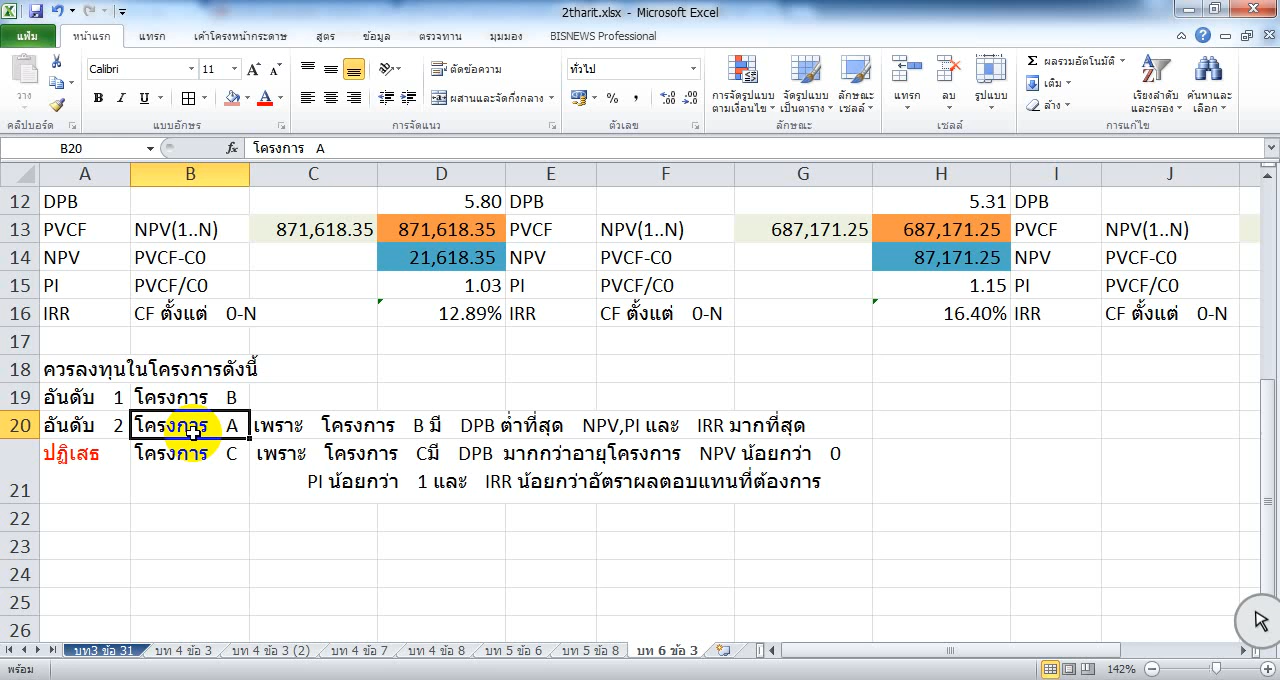 2tharit.xlsx - Microsoft Excel
แฟ้ม หน้าแรก แทรก เค้าโครงหน้ากระดาษ สูตร ข้อมูล ตรวจทาน มุมมอง BISNEWS Professional
วาง Calibri 11 ตัดข้อความ ทั่วไป การจัดรูปแบบตามเงื่อนไข จัดรูปแบบเป็นตาราง ลักษณะเซลล์ แทรก ลบ รูปแบบ ผลรวมอัตโนมัติ เติม ล้าง เรียงลำดับและกรอง ค้นหาและเลือก
B I U ผสานและจัดกึ่งกลาง % ,
คลิปบอร์ด แบบอักษร การจัดแนว ตัวเลข ลักษณะ เซลล์ การแก้ไข
B20 fx โครงการ A
A B C D E F G H I J
12 DPB 5.80 DPB 5.31 DPB
13 PVCF NPV(1..N) 871,618.35 871,618.35 PVCF NPV(1..N) 687,171.25 687,171.25 PVCF NPV(1..N)
14 NPV PVCF-C0 21,618.35 NPV PVCF-C0 87,171.25 NPV PVCF-C0
15 PI PVCF/C0 1.03 PI PVCF/C0 1.15 PI PVCF/C0
16 IRR CF ตั้งแต่ 0-N 12.89% IRR CF ตั้งแต่ 0-N 16.40% IRR CF ตั้งแต่ 0-N
17
18 ควรลงทุนในโครงการดังนี้
19 อันดับ 1 โครงการ B
20 อันดับ 2 โครงการ A เพราะ โครงการ B มี DPB ต่ำที่สุด NPV,PI และ IRR มากที่สุด
ปฏิเสธ โครงการ C เพราะ โครงการ Cมี DPB มากกว่าอายุโครงการ NPV น้อยกว่า 0
21 PI น้อยกว่า 1 และ IRR น้อยกว่าอัตราผลตอบแทนที่ต้องการ
22
23
24
25
26
บท3 ข้อ 31 บท 4 ข้อ 3 บท 4 ข้อ 3 (2) บท 4 ข้อ 7 บท 4 ข้อ 8 บท 5 ข้อ 0 บท 5 ข้อ 8 บท 6 ข้อ 3
พร้อม 142%